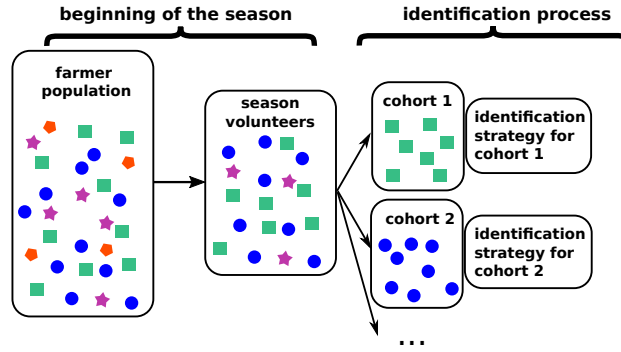 beginning of the season
identification process
farmer
population
season
volunteers
cohort 1
identification
strategy for
cohort 1
cohort 2
identification
strategy for
cohort 2
...